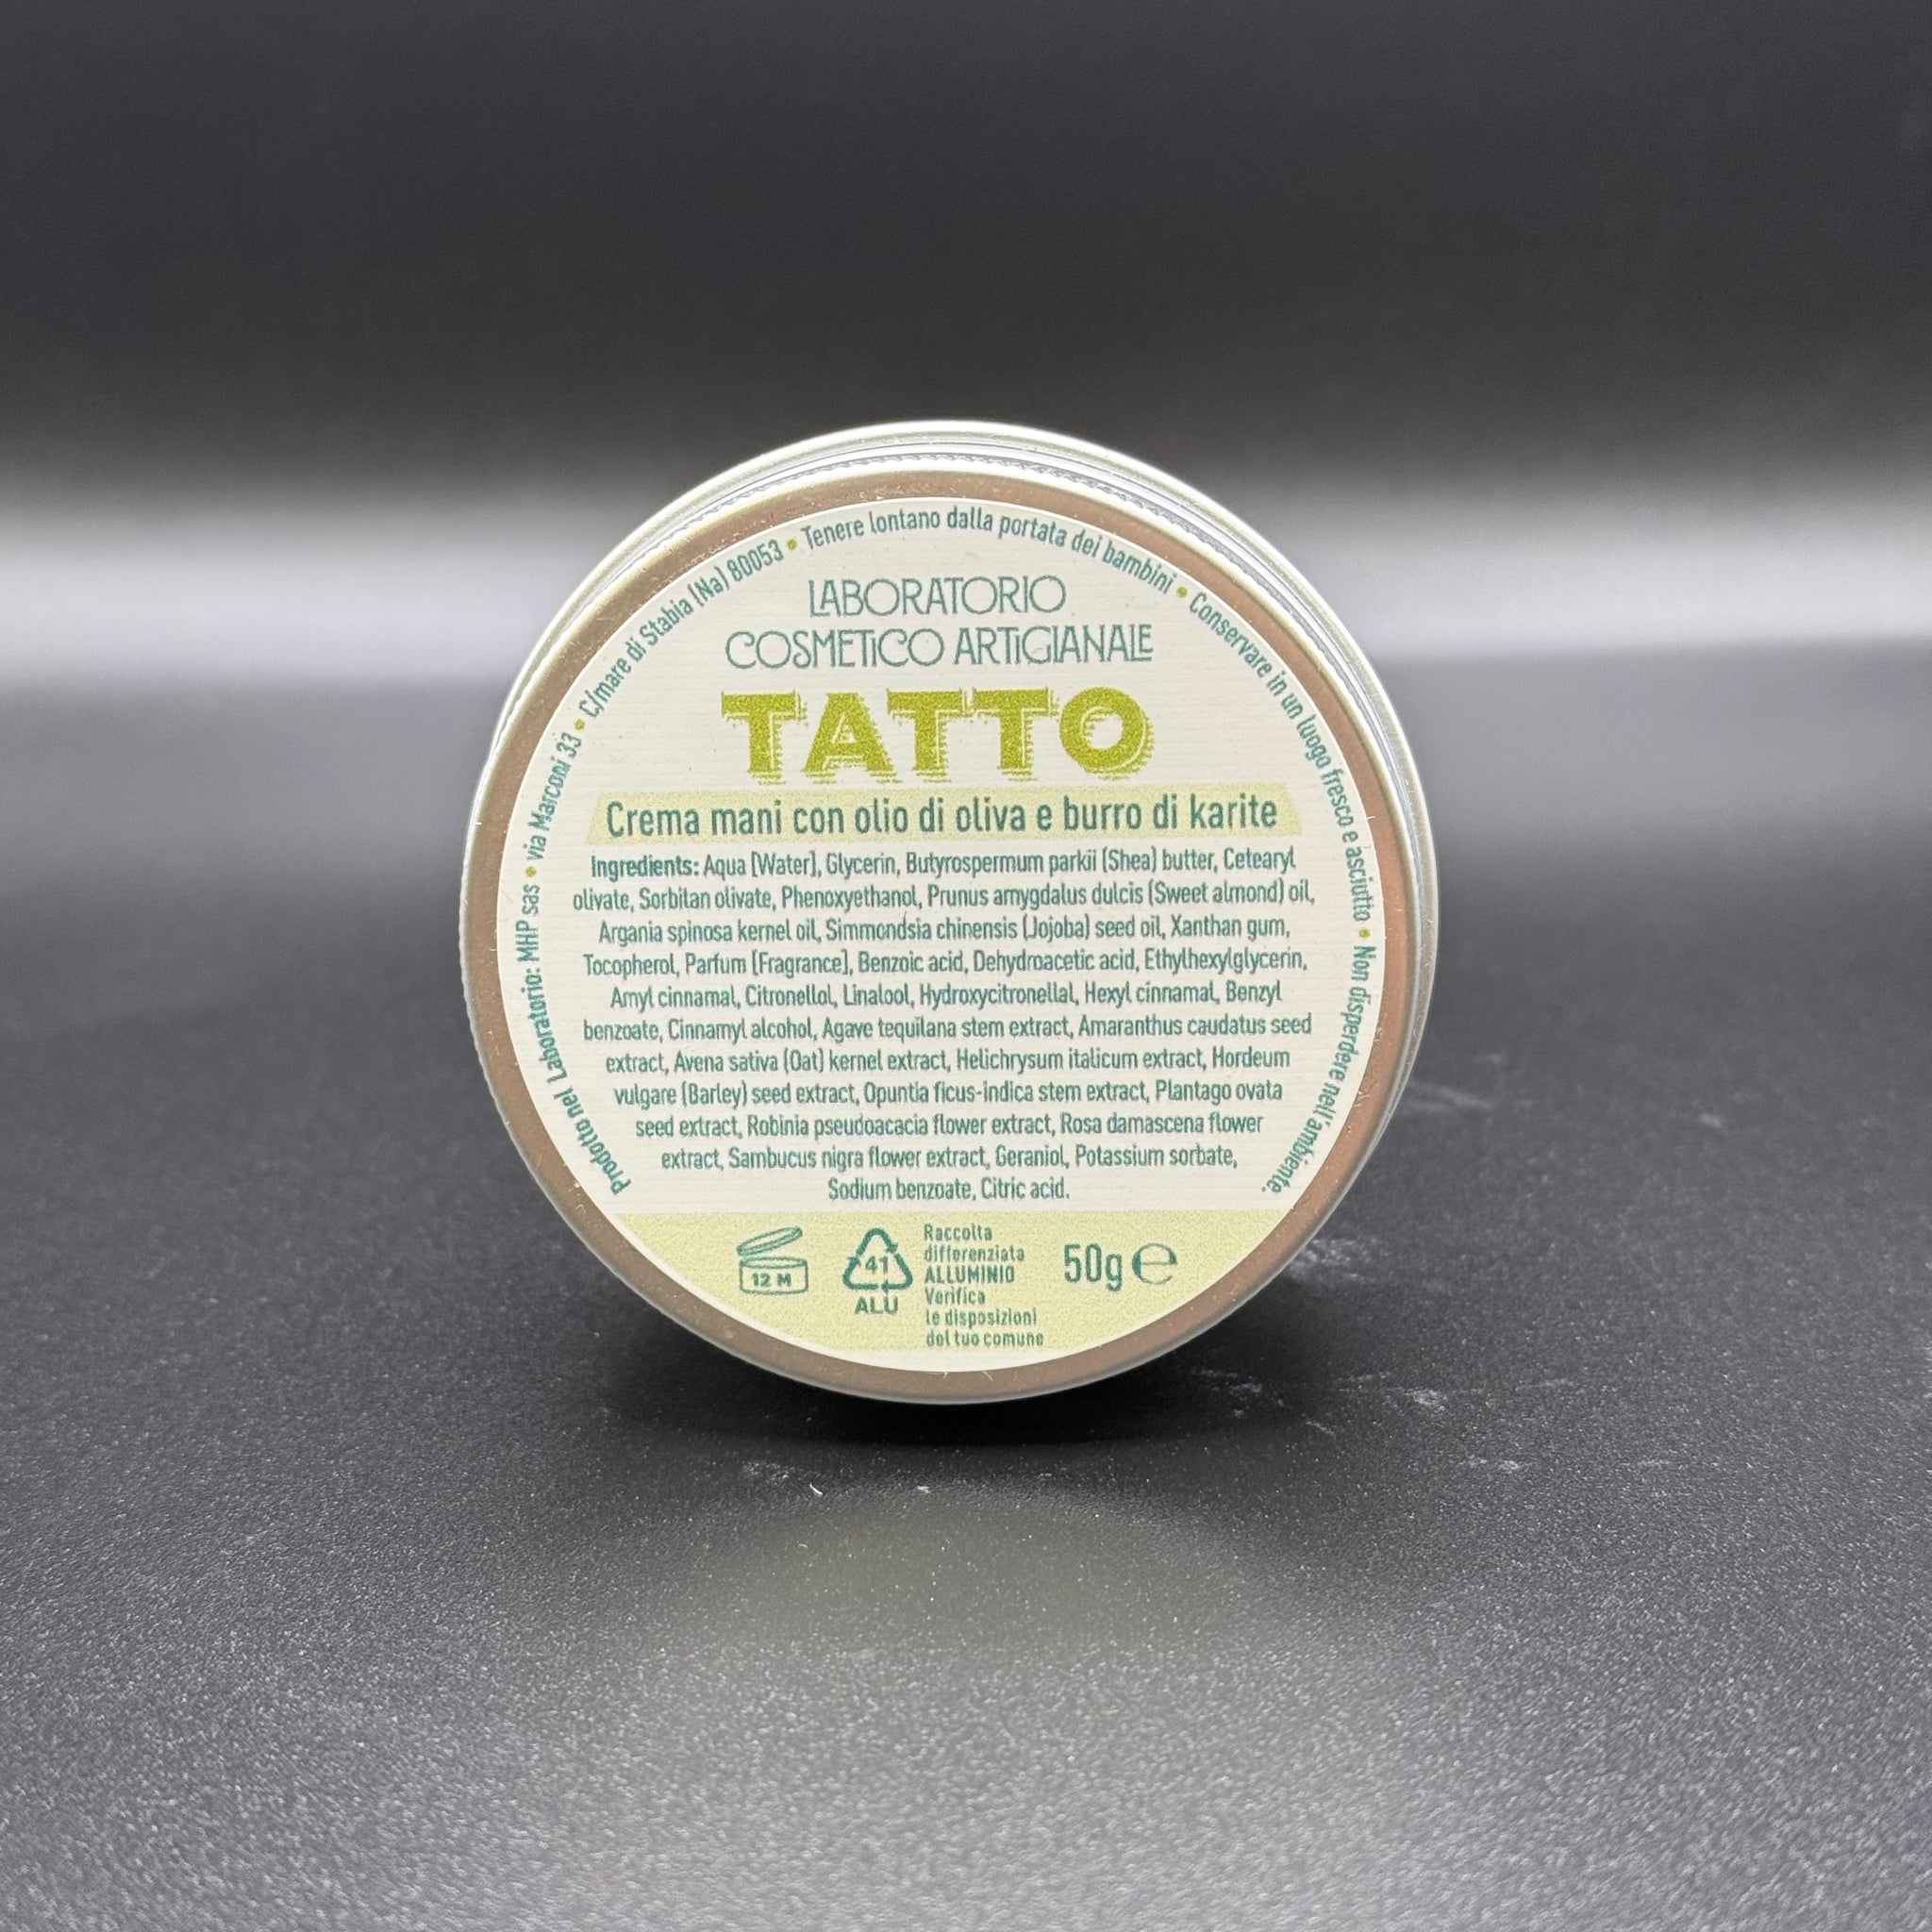 Prodotto nel Laboratorio: MHP sas • via Marconi 33 • C/mare di Stabia (Na) 80053 • Tenere lontano dalla portata dei bambini • Conservare in un luogo fresco e asciutto • Non disperdere nell'ambiente.
LABORATORIO
COSMETICO ARTIGIANALE
TATTO
Crema mani con olio di oliva e burro di karite
Ingredients: Aqua [Water], Glycerin, Butyrospermum parkii (Shea) butter, Cetearyl
olivate, Sorbitan olivate, Phenoxyethanol, Prunus amygdalus dulcis (Sweet almond) oil,
Argania spinosa kernel oil, Simmondsia chinensis (Jojoba) seed oil, Xanthan gum,
Tocopherol, Parfum [Fragrance], Benzoic acid, Dehydroacetic acid, Ethylhexylglycerin,
Amyl cinnamal, Citronellol, Linalool, Hydroxycitronellal, Hexyl cinnamal, Benzyl
benzoate, Cinnamyl alcohol, Agave tequilana stem extract, Amaranthus caudatus seed
extract, Avena sativa (Oat) kernel extract, Helichrysum italicum extract, Hordeum
vulgare (Barley) seed extract, Opuntia ficus-indica stem extract, Plantago ovata
seed extract, Robinia pseudoacacia flower extract, Rosa damascena flower
extract, Sambucus nigra flower extract, Geraniol, Potassium sorbate,
Sodium benzoate, Citric acid.
12 M
41
ALU
Raccolta
differenziata
ALLUMINIO
Verifica
le disposizioni
del tuo comune
50g ℮